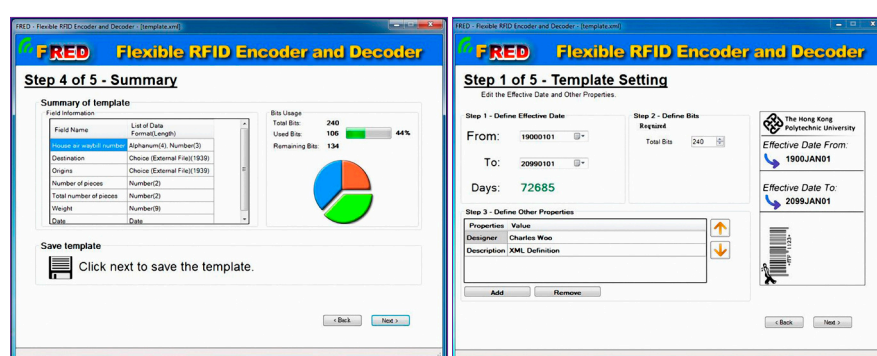 FRED - Flexible RFID Encoder and Decoder - [template.xml]
FRED Flexible RFID Encoder and Decoder
Step 4 of 5 - Summary
Summary of template
Field Information
Field Name List of Data Format(Length)
House air waybill number Alphanum(4), Number(3)
Destination Choice (External File)(1939)
Origins Choice (External File)(1939)
Number of pieces Number(2)
Total number of pieces Number(2)
Weight Number(9)
Date Date
Bits Usage
Total Bits: 240
Used Bits: 106 44%
Remaining Bits: 134
Save template
Click next to save the template.
< Back Next >
FRED - Flexible RFID Encoder and Decoder - [template.xml]
FRED Flexible RFID Encoder and Decoder
Step 1 of 5 - Template Setting
Edit the Effective Date and Other Properties.
Step 1 - Define Effective Date
From: 19000101
To: 20990101
Days: 72685
Step 2 - Define Bits Required
Total Bits 240
Step 3 - Define Other Properties
Properties Value
Designer Charles Woo
Description XML Definition
Add Remove
The Hong Kong
Polytechnic University
Effective Date From:
1900JAN01
Effective Date To:
2099JAN01
< Back Next >